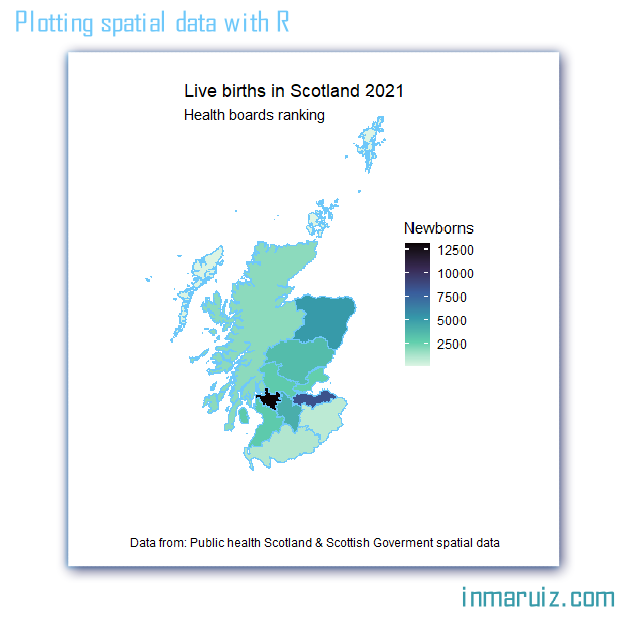 Plotting spatial data with R
Live births in Scotland 2021
Health boards ranking
Newborns
12500
10000
7500
5000
2500
Data from: Public health Scotland & Scottish Goverment spatial data
inmaruiz.com